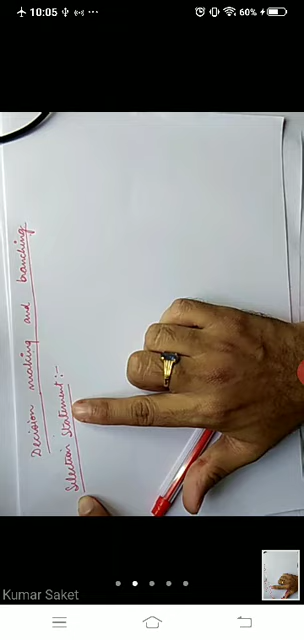 10:05
60%
Decision making and branching
Selection Statement:-
Kumar Saket